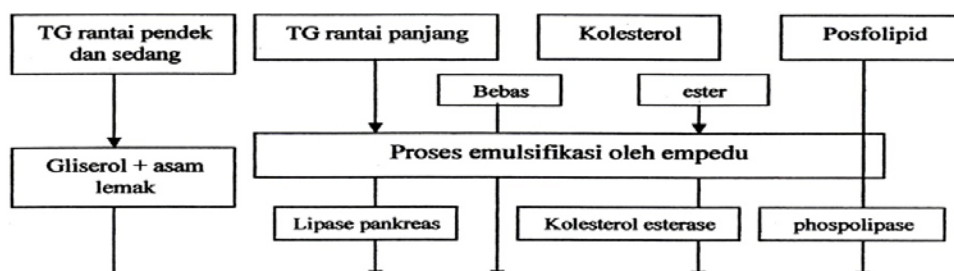 TG rantai pendek
dan sedang
TG rantai panjang
Kolesterol
Posfolipid
Bebas
ester
Proses emulsifikasi oleh empedu
Gliserol + asam
lemak
Lipase pankreas
Kolesterol esterase
phospolipase